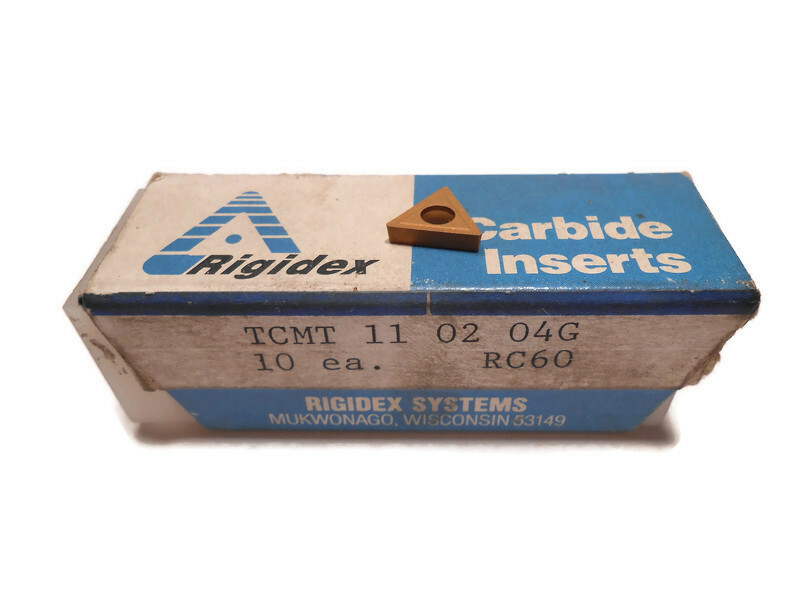 Rigidex
Carbide
Inserts
TCMT 11 02 04G
10 ea. RC60
RIGIDEX SYSTEMS
MUKWONAGO, WISCONSIN 53149